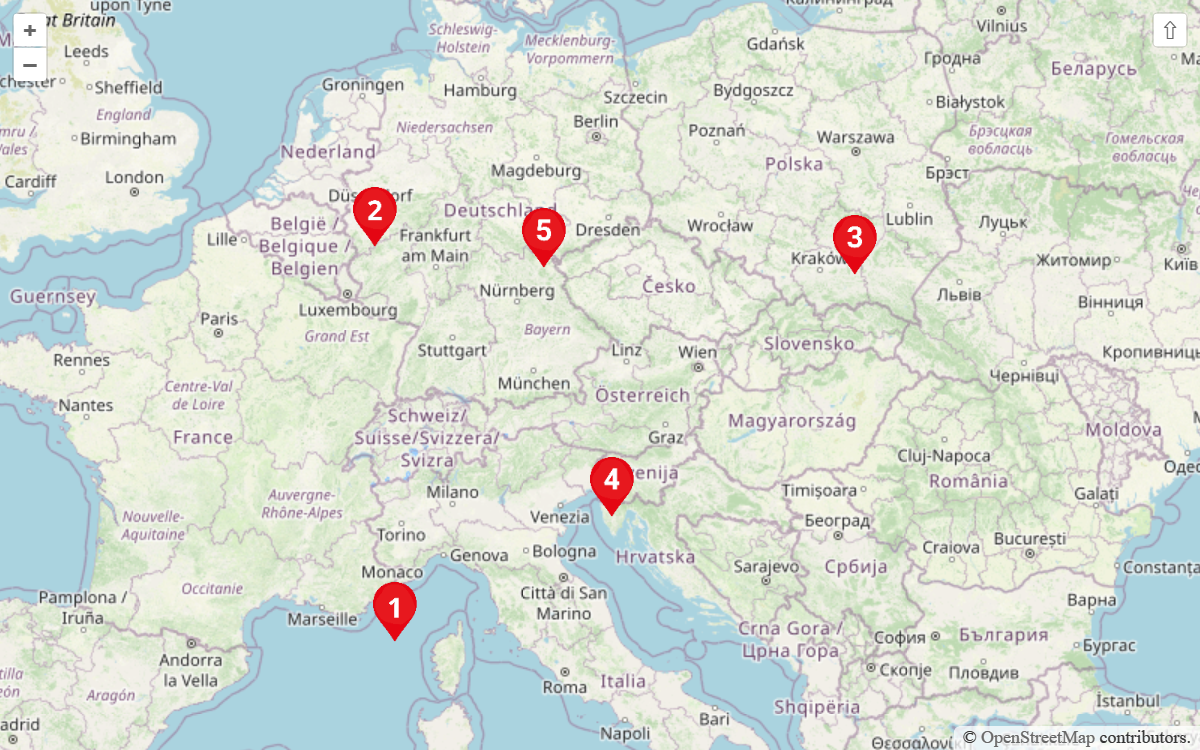 upon Tyne
Great Britain
Калининград
+
⇧
Schleswig-
Holstein
Mecklenburg-
Vorpommern
Vilnius
Gdańsk
Leeds
−
Гродна
Беларусь
Groningen
Hamburg
Szczecin
Bydgoszcz
Sheffield
Białystok
England
Niedersachsen
Berlin
Poznań
Warszawa
Брэсцкая
вобласць
Гомельская
вобласць
Birmingham
Nederland
Polska
Magdeburg
Брэст
Cardiff
London
Deutschland
Lublin
Луцьк
2
België /
Belgique /
Belgien
Lille
Frankfurt
am Main
5
Dresden
Wrocław
3
Kraków
Житомир
Київ
Guernsey
Luxembourg
Nürnberg
Česko
Львів
Вінниця
Paris
Grand Est
Bayern
Slovensko
Stuttgart
Linz
Wien
Rennes
Чернівці
München
Centre-Val
de Loire
Österreich
Nantes
Schweiz/
Suisse/Svizzera/
Svizra
Magyarország
Moldova
France
Graz
Cluj-Napoca
România
4
Milano
Timișoara
Galați
Auvergne-
Rhône-Alpes
Nouvelle-
Aquitaine
Venezia
Београд
Torino
București
Genova
Bologna
Hrvatska
Craiova
Monaco
Sarajevo
Србија
Constanța
Occitanie
Città di San
Marino
Pamplona /
Iruña
1
Marseille
Варна
Crna Gora /
Црна Гора
София
България
Бургас
Andorra
la Vella
Скопје
Пловдив
Roma
Italia
Aragón
İstanbul
Shqipëria
Bari
Napoli
© OpenStreetMap contributors.